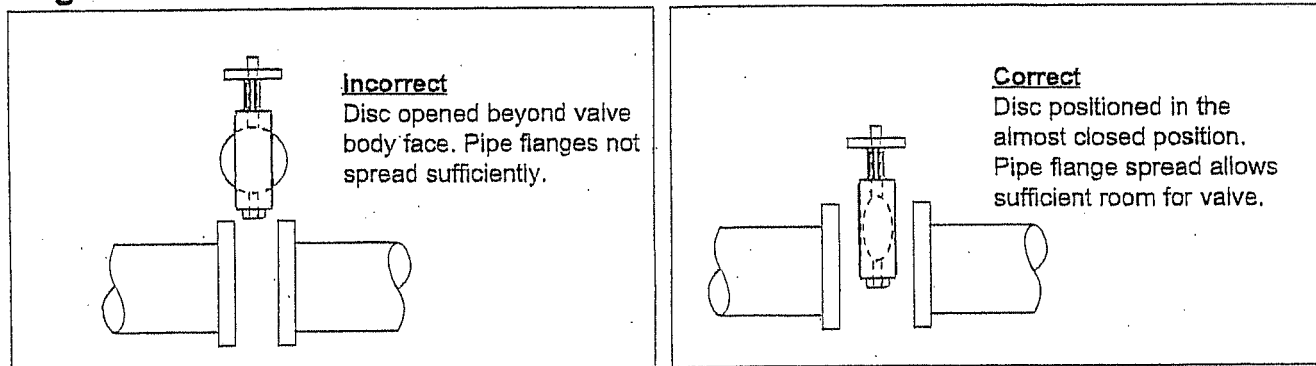 Incorrect
Disc opened beyond valve
body face. Pipe flanges not
spread sufficiently.
Correct
Disc positioned in the
almost closed position.
Pipe flange spread allows
sufficient room for valve.